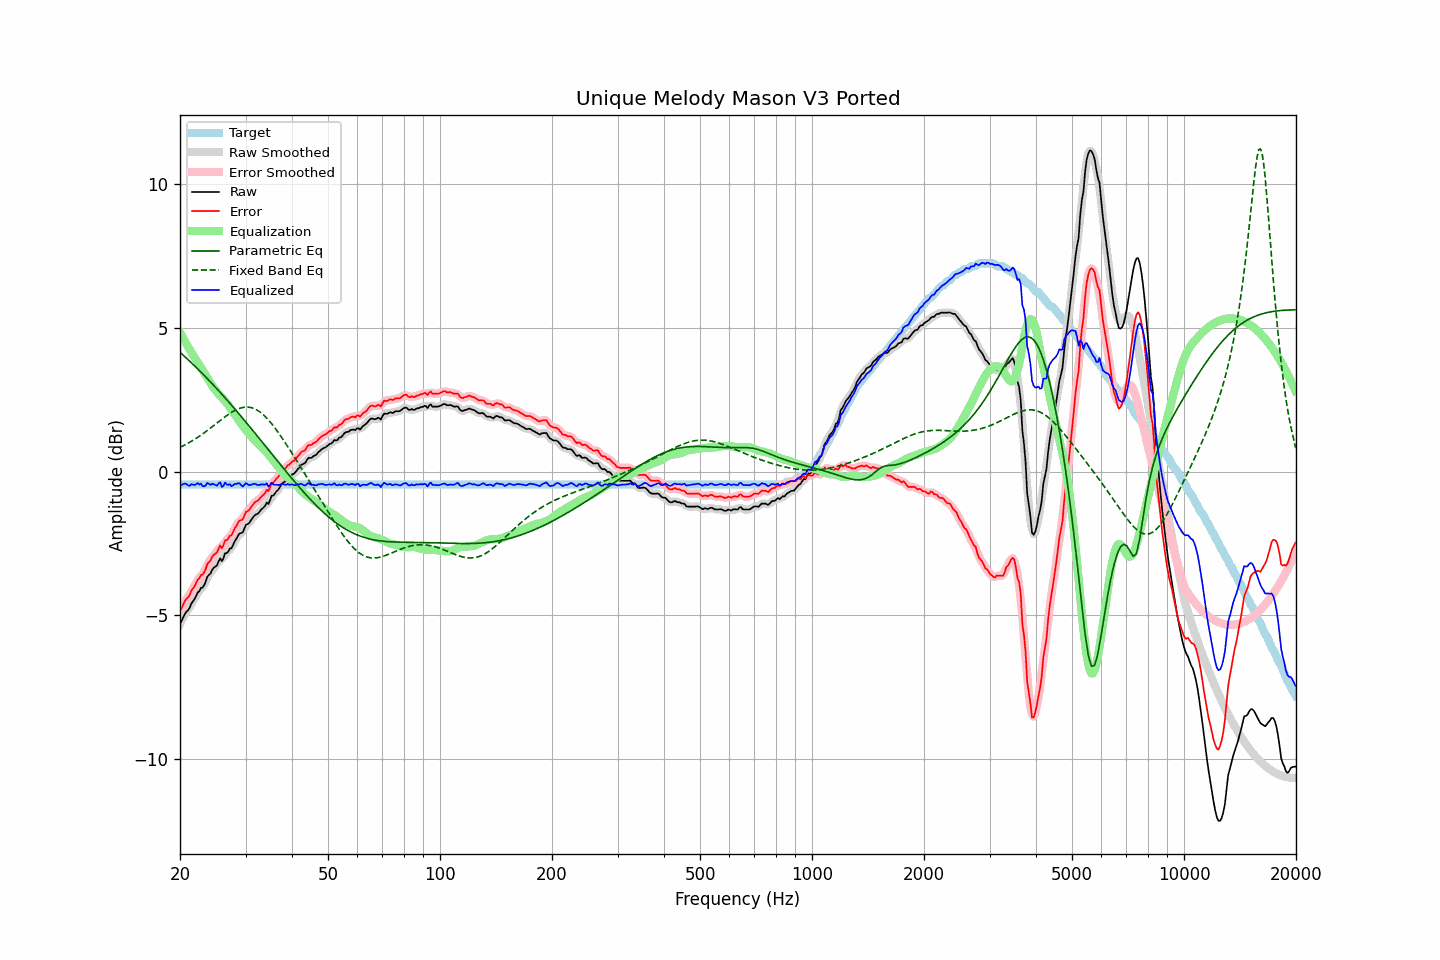 Unique Melody Mason V3 Ported
Target
Raw Smoothed
Error Smoothed
Raw
Error
Equalization
Parametric Eq
Fixed Band Eq
Equalized
Amplitude (dBr)
10
5
0
−5
−10
20 50 100 200 500 1000 2000 5000 10000 20000
Frequency (Hz)